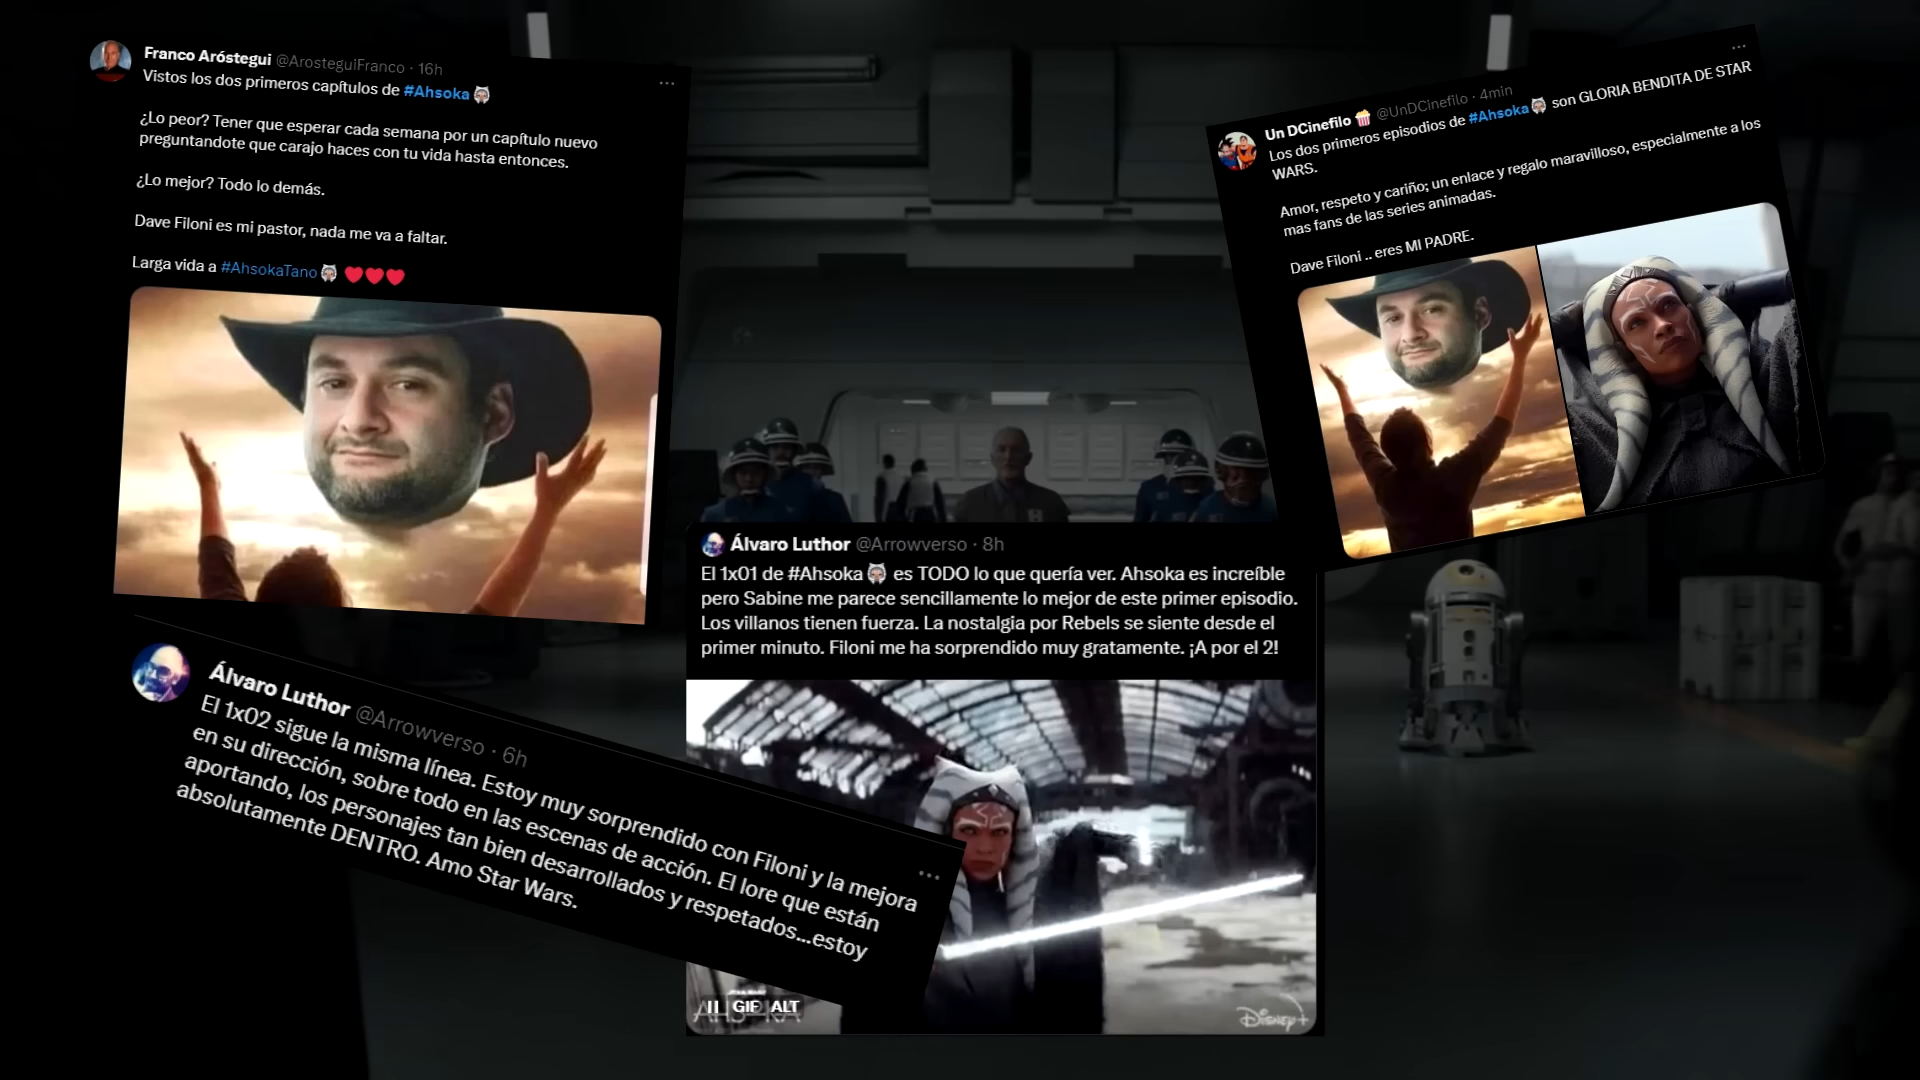 Franco Aróstegui @ArosteguiFranco · 16h
Vistos los dos primeros capítulos de #Ahsoka
¿Lo peor? Tener que esperar cada semana por un capítulo nuevo
preguntandote que carajo haces con tu vida hasta entonces.
¿Lo mejor? Todo lo demás.
Dave Filoni es mi pastor, nada me va a faltar.
Larga vida a #AhsokaTano ❤❤❤
Un DCinefilo 🍿 @UnDCinefilo · 4min
Los dos primeros episodios de #Ahsoka son GLORIA BENDITA DE STAR
WARS.
Amor, respeto y cariño; un enlace y regalo maravilloso, especialmente a los
mas fans de las series animadas.
Dave Filoni .. eres MI PADRE.
Álvaro Luthor @Arrowverso · 8h
El 1x01 de #Ahsoka es TODO lo que quería ver. Ahsoka es increíble
pero Sabine me parece sencillamente lo mejor de este primer episodio.
Los villanos tienen fuerza. La nostalgia por Rebels se siente desde el
primer minuto. Filoni me ha sorprendido muy gratamente. ¡A por el 2!
Álvaro Luthor @Arrowverso · 6h
El 1x02 sigue la misma línea. Estoy muy sorprendido con Filoni y la mejora
en su dirección, sobre todo en las escenas de acción. El lore que están
aportando, los personajes tan bien desarrollados y respetados...estoy
absolutamente DENTRO. Amo Star Wars.
GIF ALT
AHSOKA
Disney+